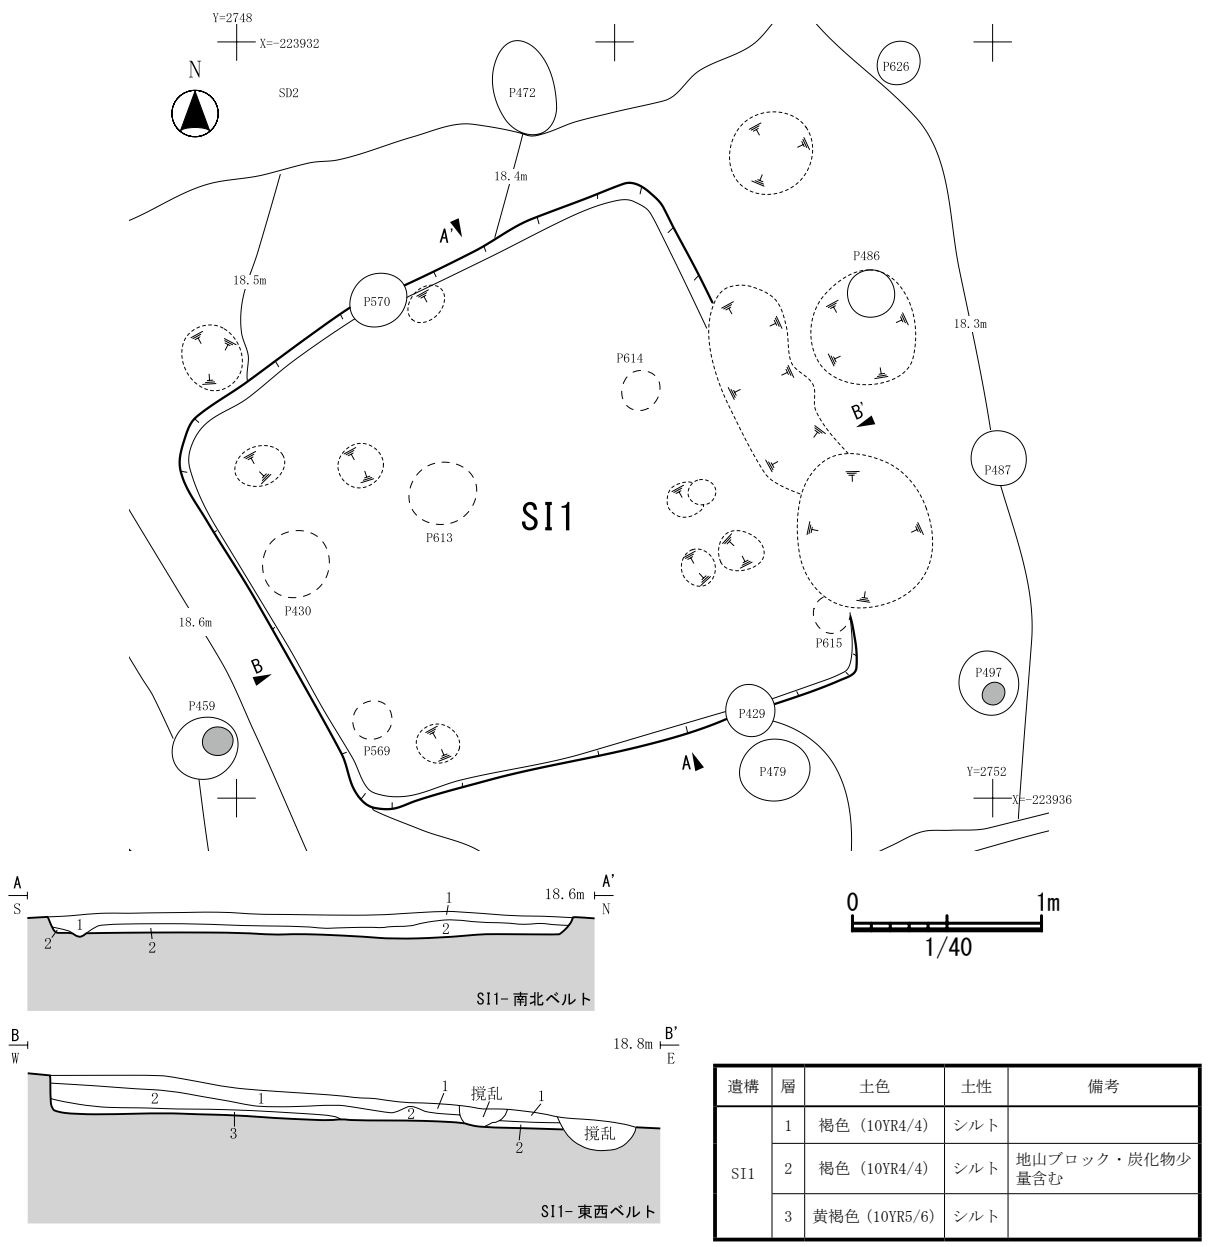 Y=2748
X=-223932
N
SD2
P472
P626
18.4m
A'
P486
18.5m
P570
18.3m
P614
B'
P487
SI1
P613
P430
18.6m
P615
B
P497
P459
P429
P569
A
P479
Y=2752
X=-223936
A
S
18.6m
A'
N
1
1
2
2
2
SI1-南北ベルト
0
1m
1/40
B
W
18.8m
B'
E
1
撹乱
1
2
1
2
3
2
撹乱
SI1-東西ベルト
遺構 層 土色 土性 備考
SI1
1 褐色 (10YR4/4) シルト
2 褐色 (10YR4/4) シルト 地山ブロック・炭化物少
量含む
3 黄褐色 (10YR5/6) シルト